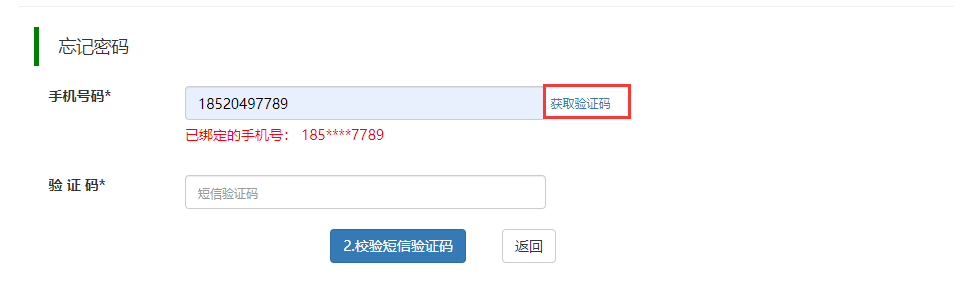 忘记密码
手机号码* 18520497789 获取验证码
已绑定的手机号： 185****7789
验 证 码* 短信验证码
2.校验短信验证码 返回